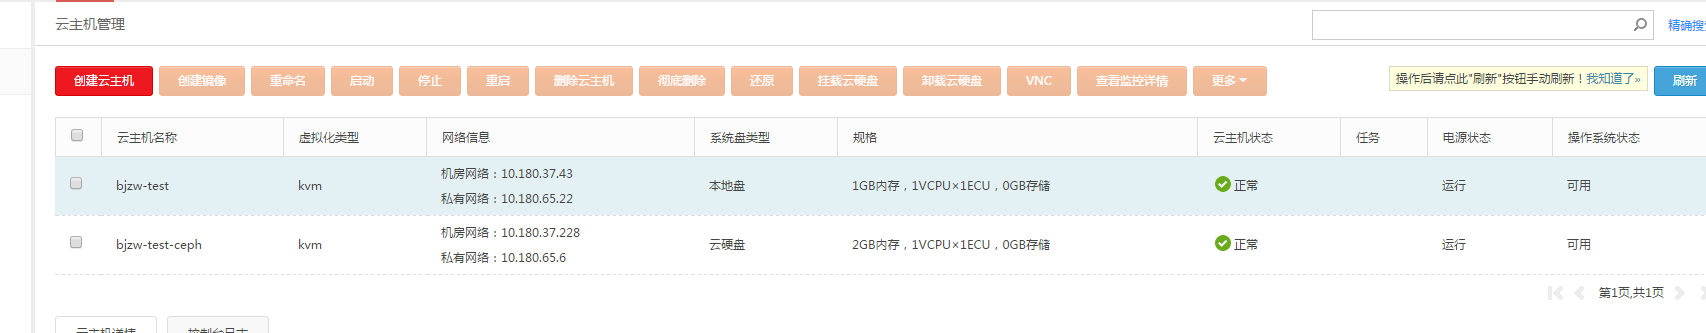 云主机管理
精确搜
创建云主机 创建镜像 重命名 启动 停止 重启 删除云主机 彻底删除 还原 挂载云硬盘 卸载云硬盘 VNC 查看监控详情 更多 操作后请点此"刷新"按钮手动刷新！我知道了» 刷新
云主机名称 虚拟化类型 网络信息 系统盘类型 规格 云主机状态 任务 电源状态 操作系统状态
机房网络：10.180.37.43
bjzw-test kvm 本地盘 1GB内存，1VCPU×1ECU，0GB存储 正常 运行 可用
私有网络：10.180.65.22
机房网络：10.180.37.228
bjzw-test-ceph kvm 云硬盘 2GB内存，1VCPU×1ECU，0GB存储 正常 运行 可用
私有网络：10.180.65.6
第1页,共1页
云主机详情 控制台日志